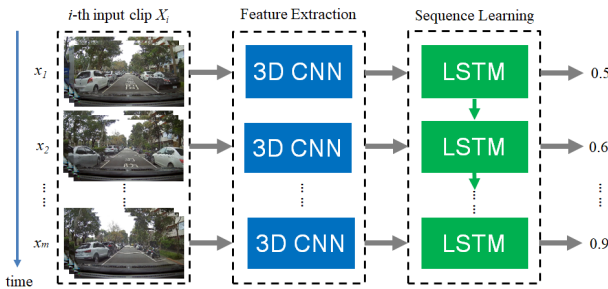 i-th input clip Xi
Feature Extraction
Sequence Learning
x1
3D CNN
LSTM
0.5
x2
3D CNN
LSTM
0.6
xm
3D CNN
LSTM
0.9
time